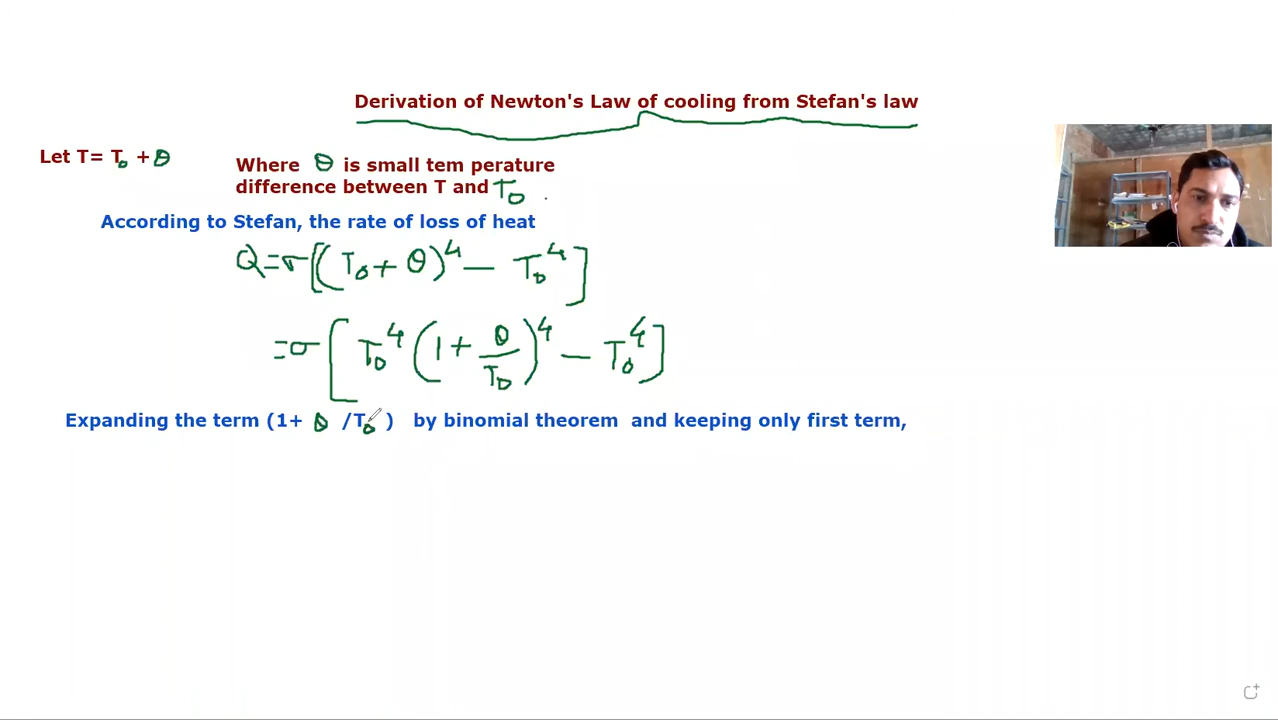 Derivation of Newton's Law of cooling from Stefan's law
Let T= T₀ + θ
Where θ is small tem perature
difference between T and T₀
According to Stefan, the rate of loss of heat
Q=σ[(T₀+θ)⁴ — T₀⁴]
=σ[T₀⁴(1+θ/T₀)⁴ — T₀⁴]
Expanding the term (1+ θ /T₀ ) by binomial theorem and keeping only first term,